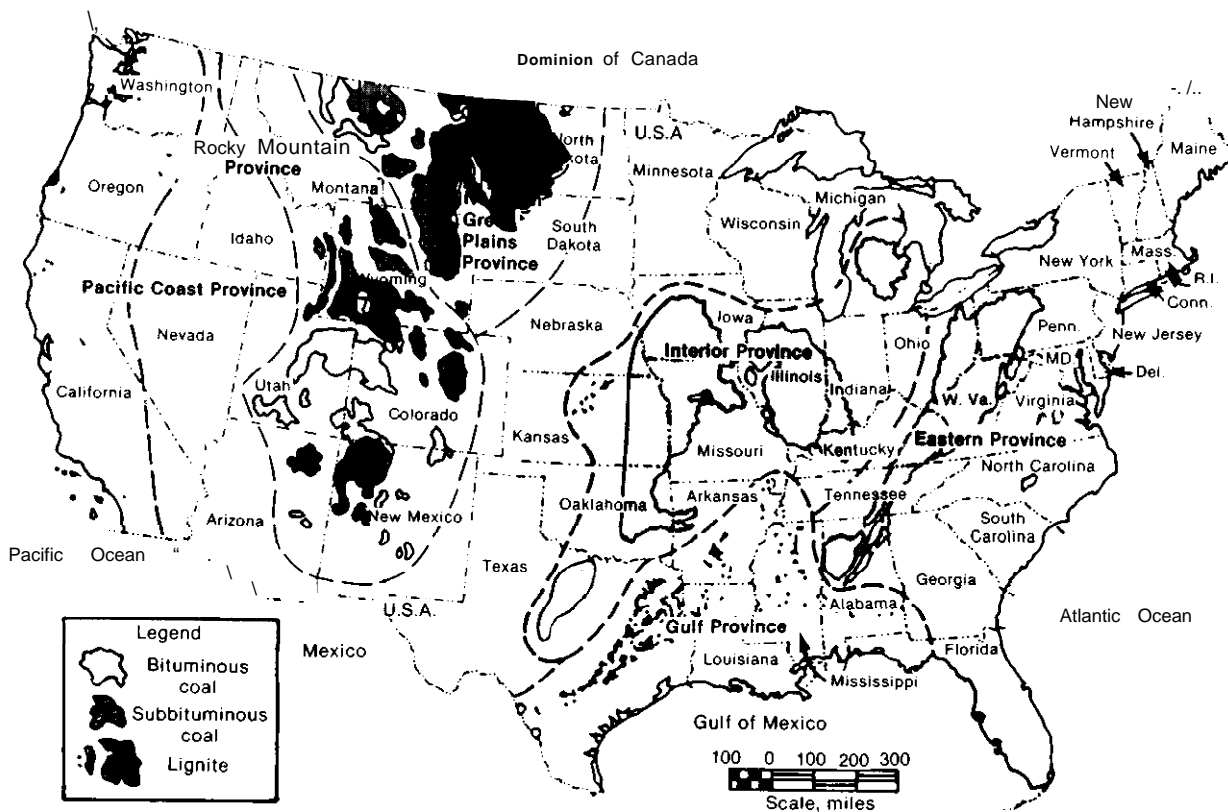 Dominion of Canada
Washington
New
Hampshire
Vermont
Maine
U.S.A
Rocky Mountain
Province
Montana
Minnesota
Michigan
Oregon
Wisconsin
Idaho
Great
Plains
Province
South
Dakota
New York
Mass.
R.I.
Conn.
Wyoming
Pacific Coast Province
Nevada
Nebraska
Iowa
Interior Province
Illinois
Indiana
Ohio
Penn.
New Jersey
MD.
Del.
California
Utah
Colorado
Kansas
Missouri
Kentucky
W. Va.
Virginia
Eastern Province
North Carolina
Arizona
New Mexico
Oklahoma
Arkansas
Tennessee
South
Carolina
Georgia
Pacific Ocean
Texas
U.S.A.
Alabama
Gulf Province
Atlantic Ocean
Mexico
Louisiana
Florida
Mississippi
Gulf of Mexico
Legend
Bituminous
coal
Subbituminous
coal
Lignite
100 0 100 200 300
Scale, miles